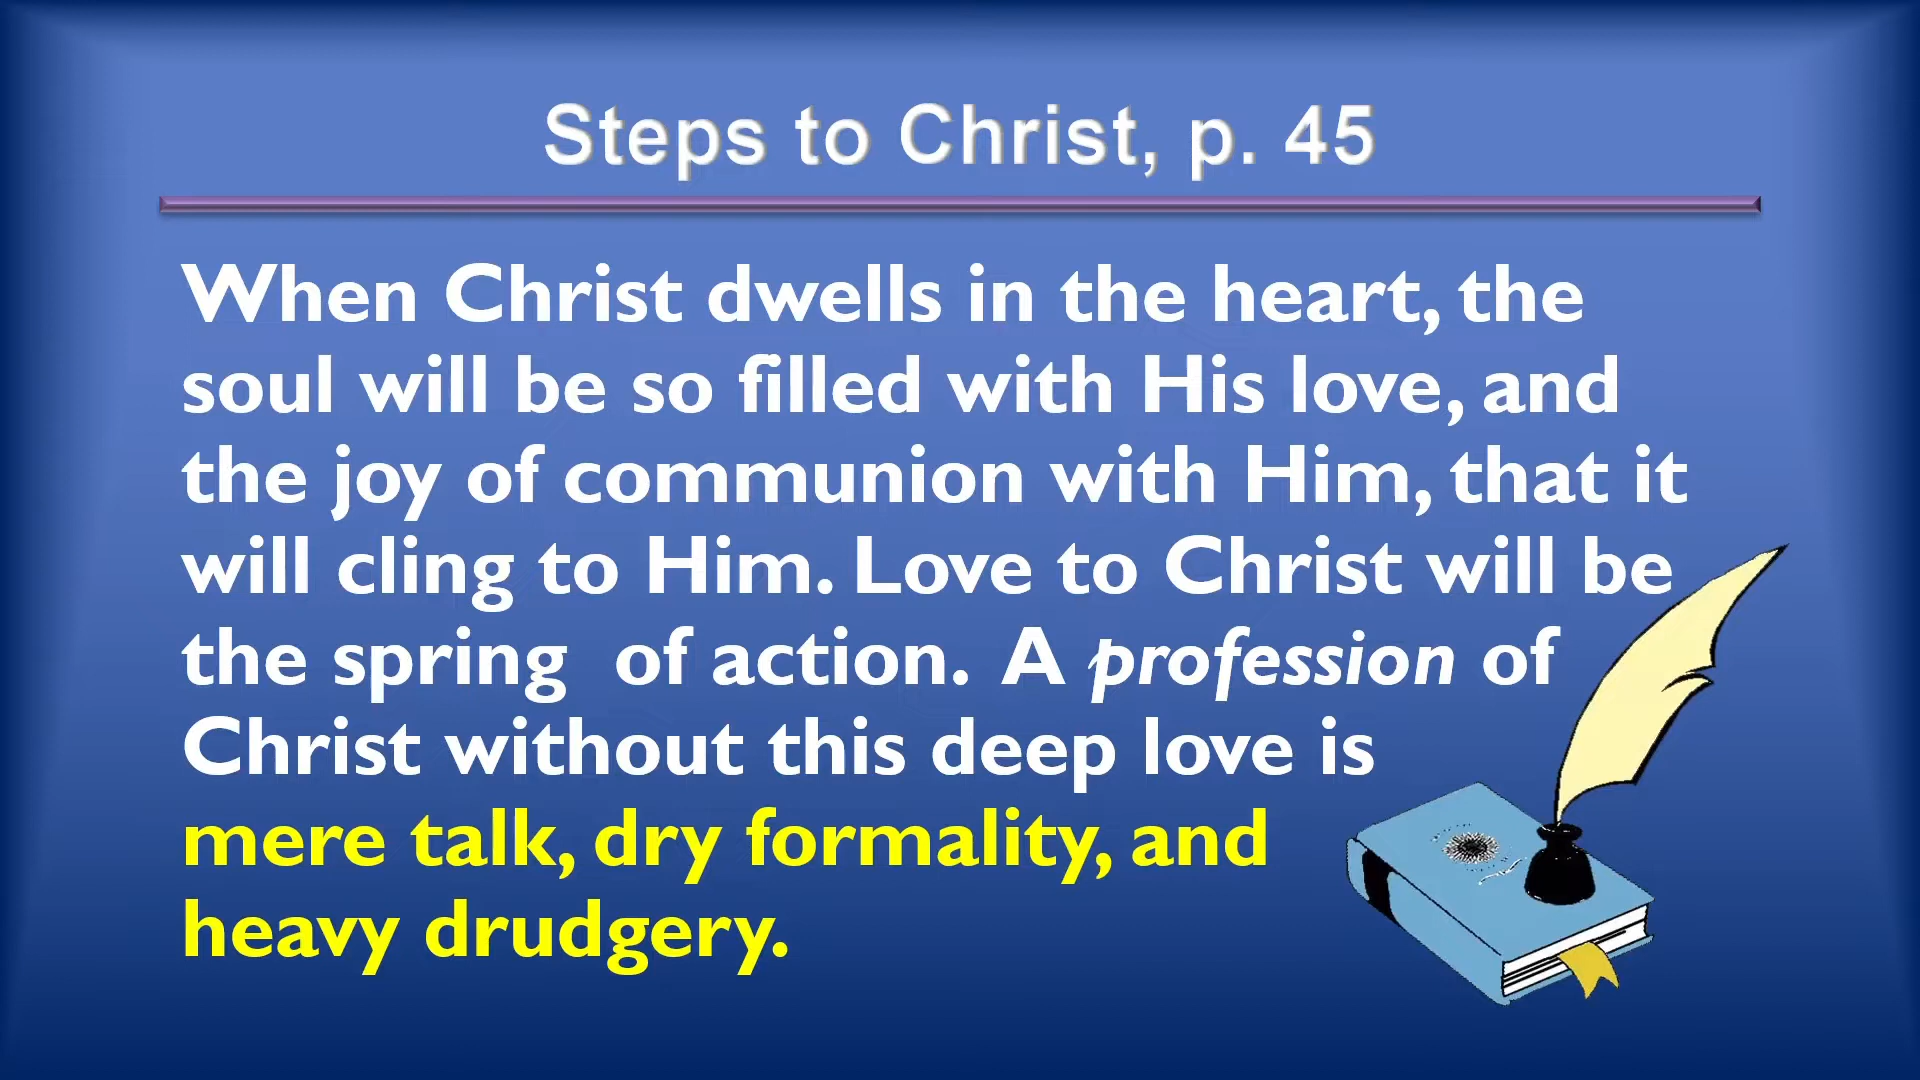 Steps to Christ, p. 45
When Christ dwells in the heart, the
soul will be so filled with His love, and
the joy of communion with Him, that it
will cling to Him. Love to Christ will be
the spring  of action.  A profession of
Christ without this deep love is
mere talk, dry formality, and
heavy drudgery.